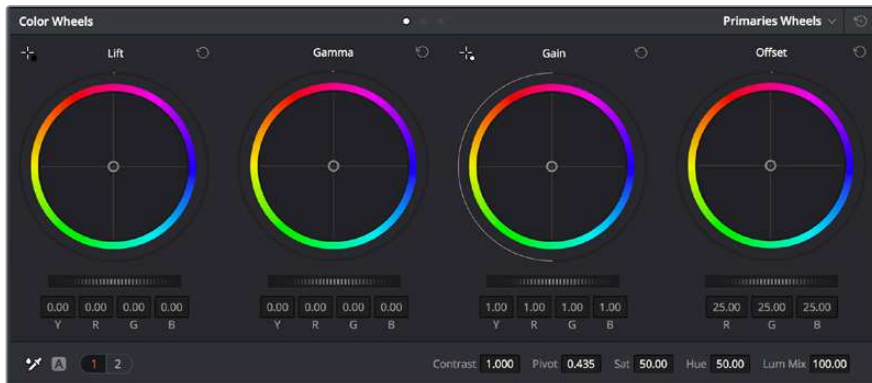 Color Wheels Primaries Wheels
Lift Gamma Gain Offset
0.00 0.00 0.00 0.00 0.00 0.00 0.00 0.00 1.00 1.00 1.00 1.00 25.00 25.00 25.00
Y R G B Y R G B Y R G B R G B
A 1 2 Contrast 1.000 Pivot 0.435 Sat 50.00 Hue 50.00 Lum Mix 100.00